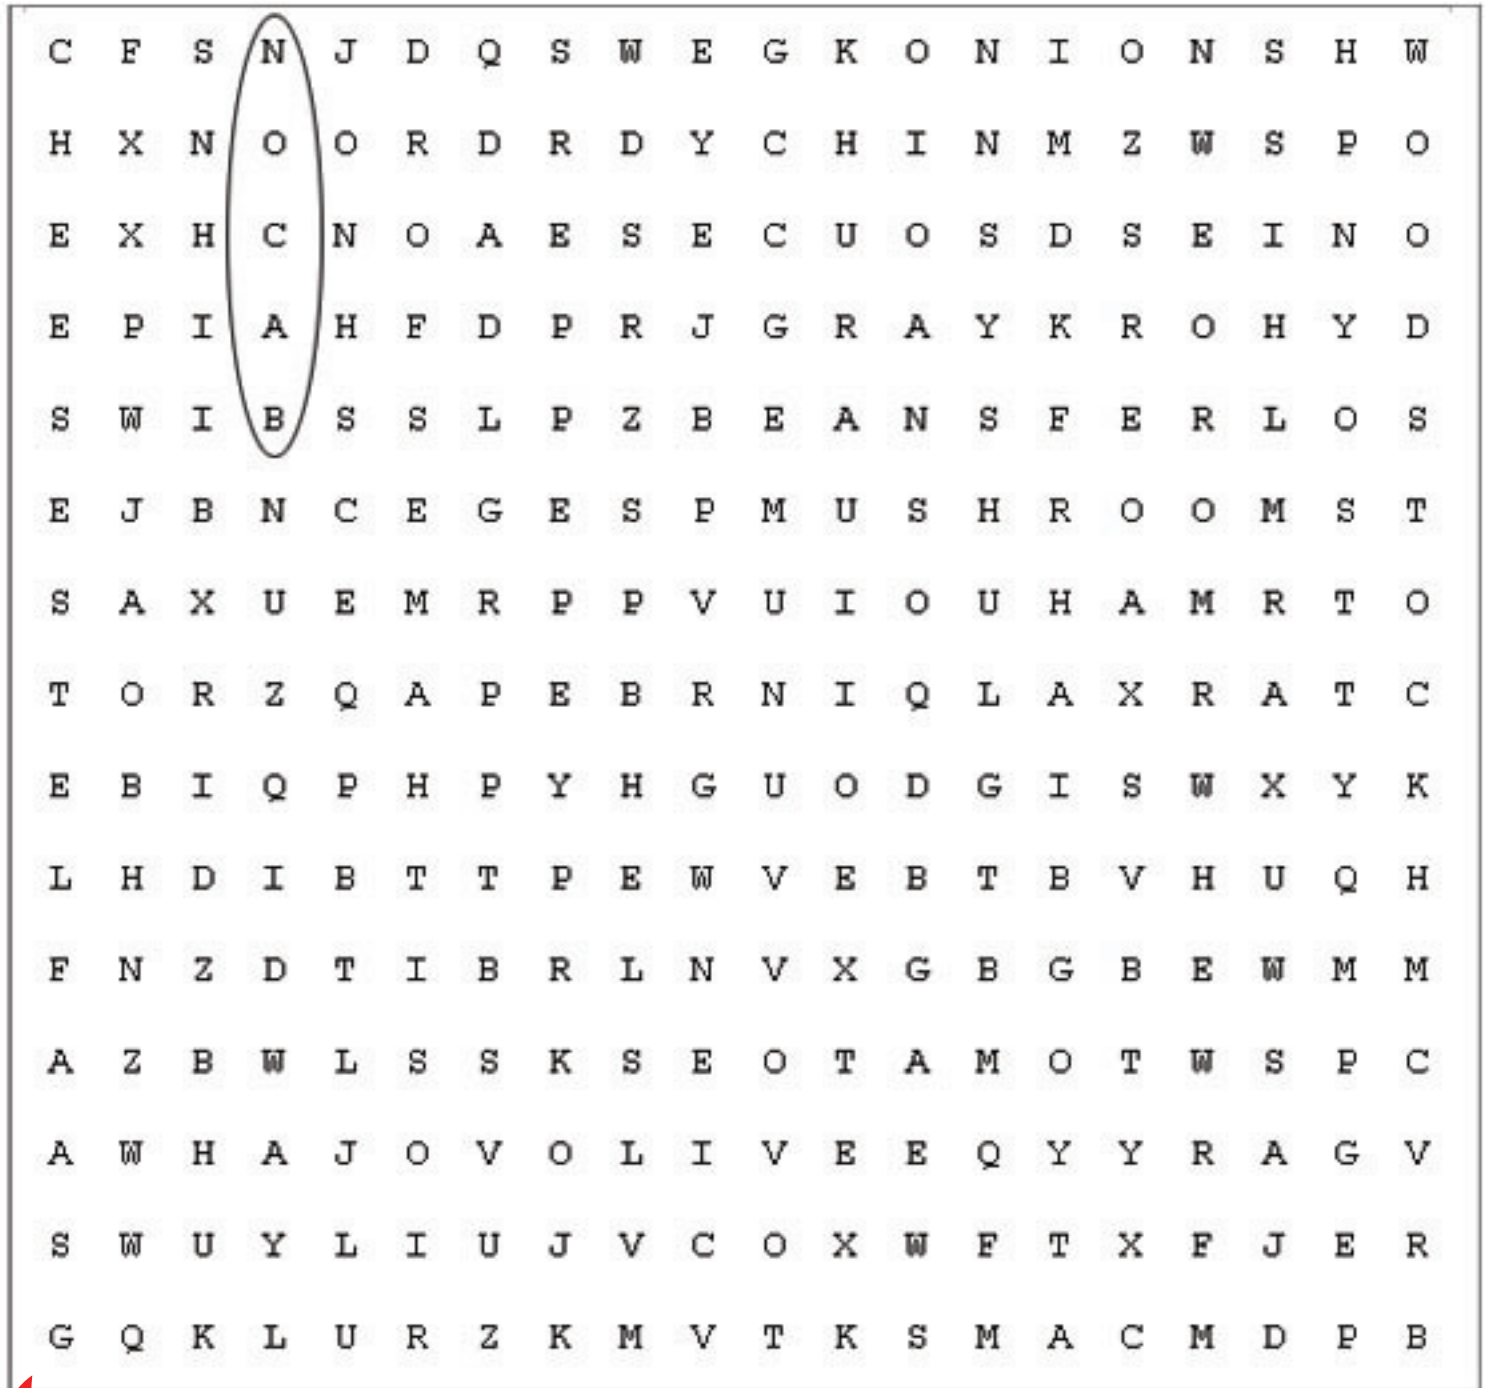 C F S N J D Q S W E G K O N I O N S H W
H X N O O R D R D Y C H I N M Z W S P O
E X H C N O A E S E C U O S D S E I N O
E P I A H F D P R J G R A Y K R O H Y D
S W I B S S L P Z B E A N S F E R L O S
E J B N C E G E S P M U S H R O O M S T
S A X U E M R P P V U I O U H A M R T O
T O R Z Q A P E B R N I Q L A X R A T C
E B I Q P H P Y H G U O D G I S W X Y K
L H D I B T T P E W V E B T B V H U Q H
F N Z D T I B R L N V X G B G B E W M M
A Z B W L S S K S E O T A M O T W S P C
A W H A J O V O L I V E E Q Y Y R A G V
S W U Y L I U J V C O X W F T X F J E R
G Q K L U R Z K M V T K S M A C M D P B